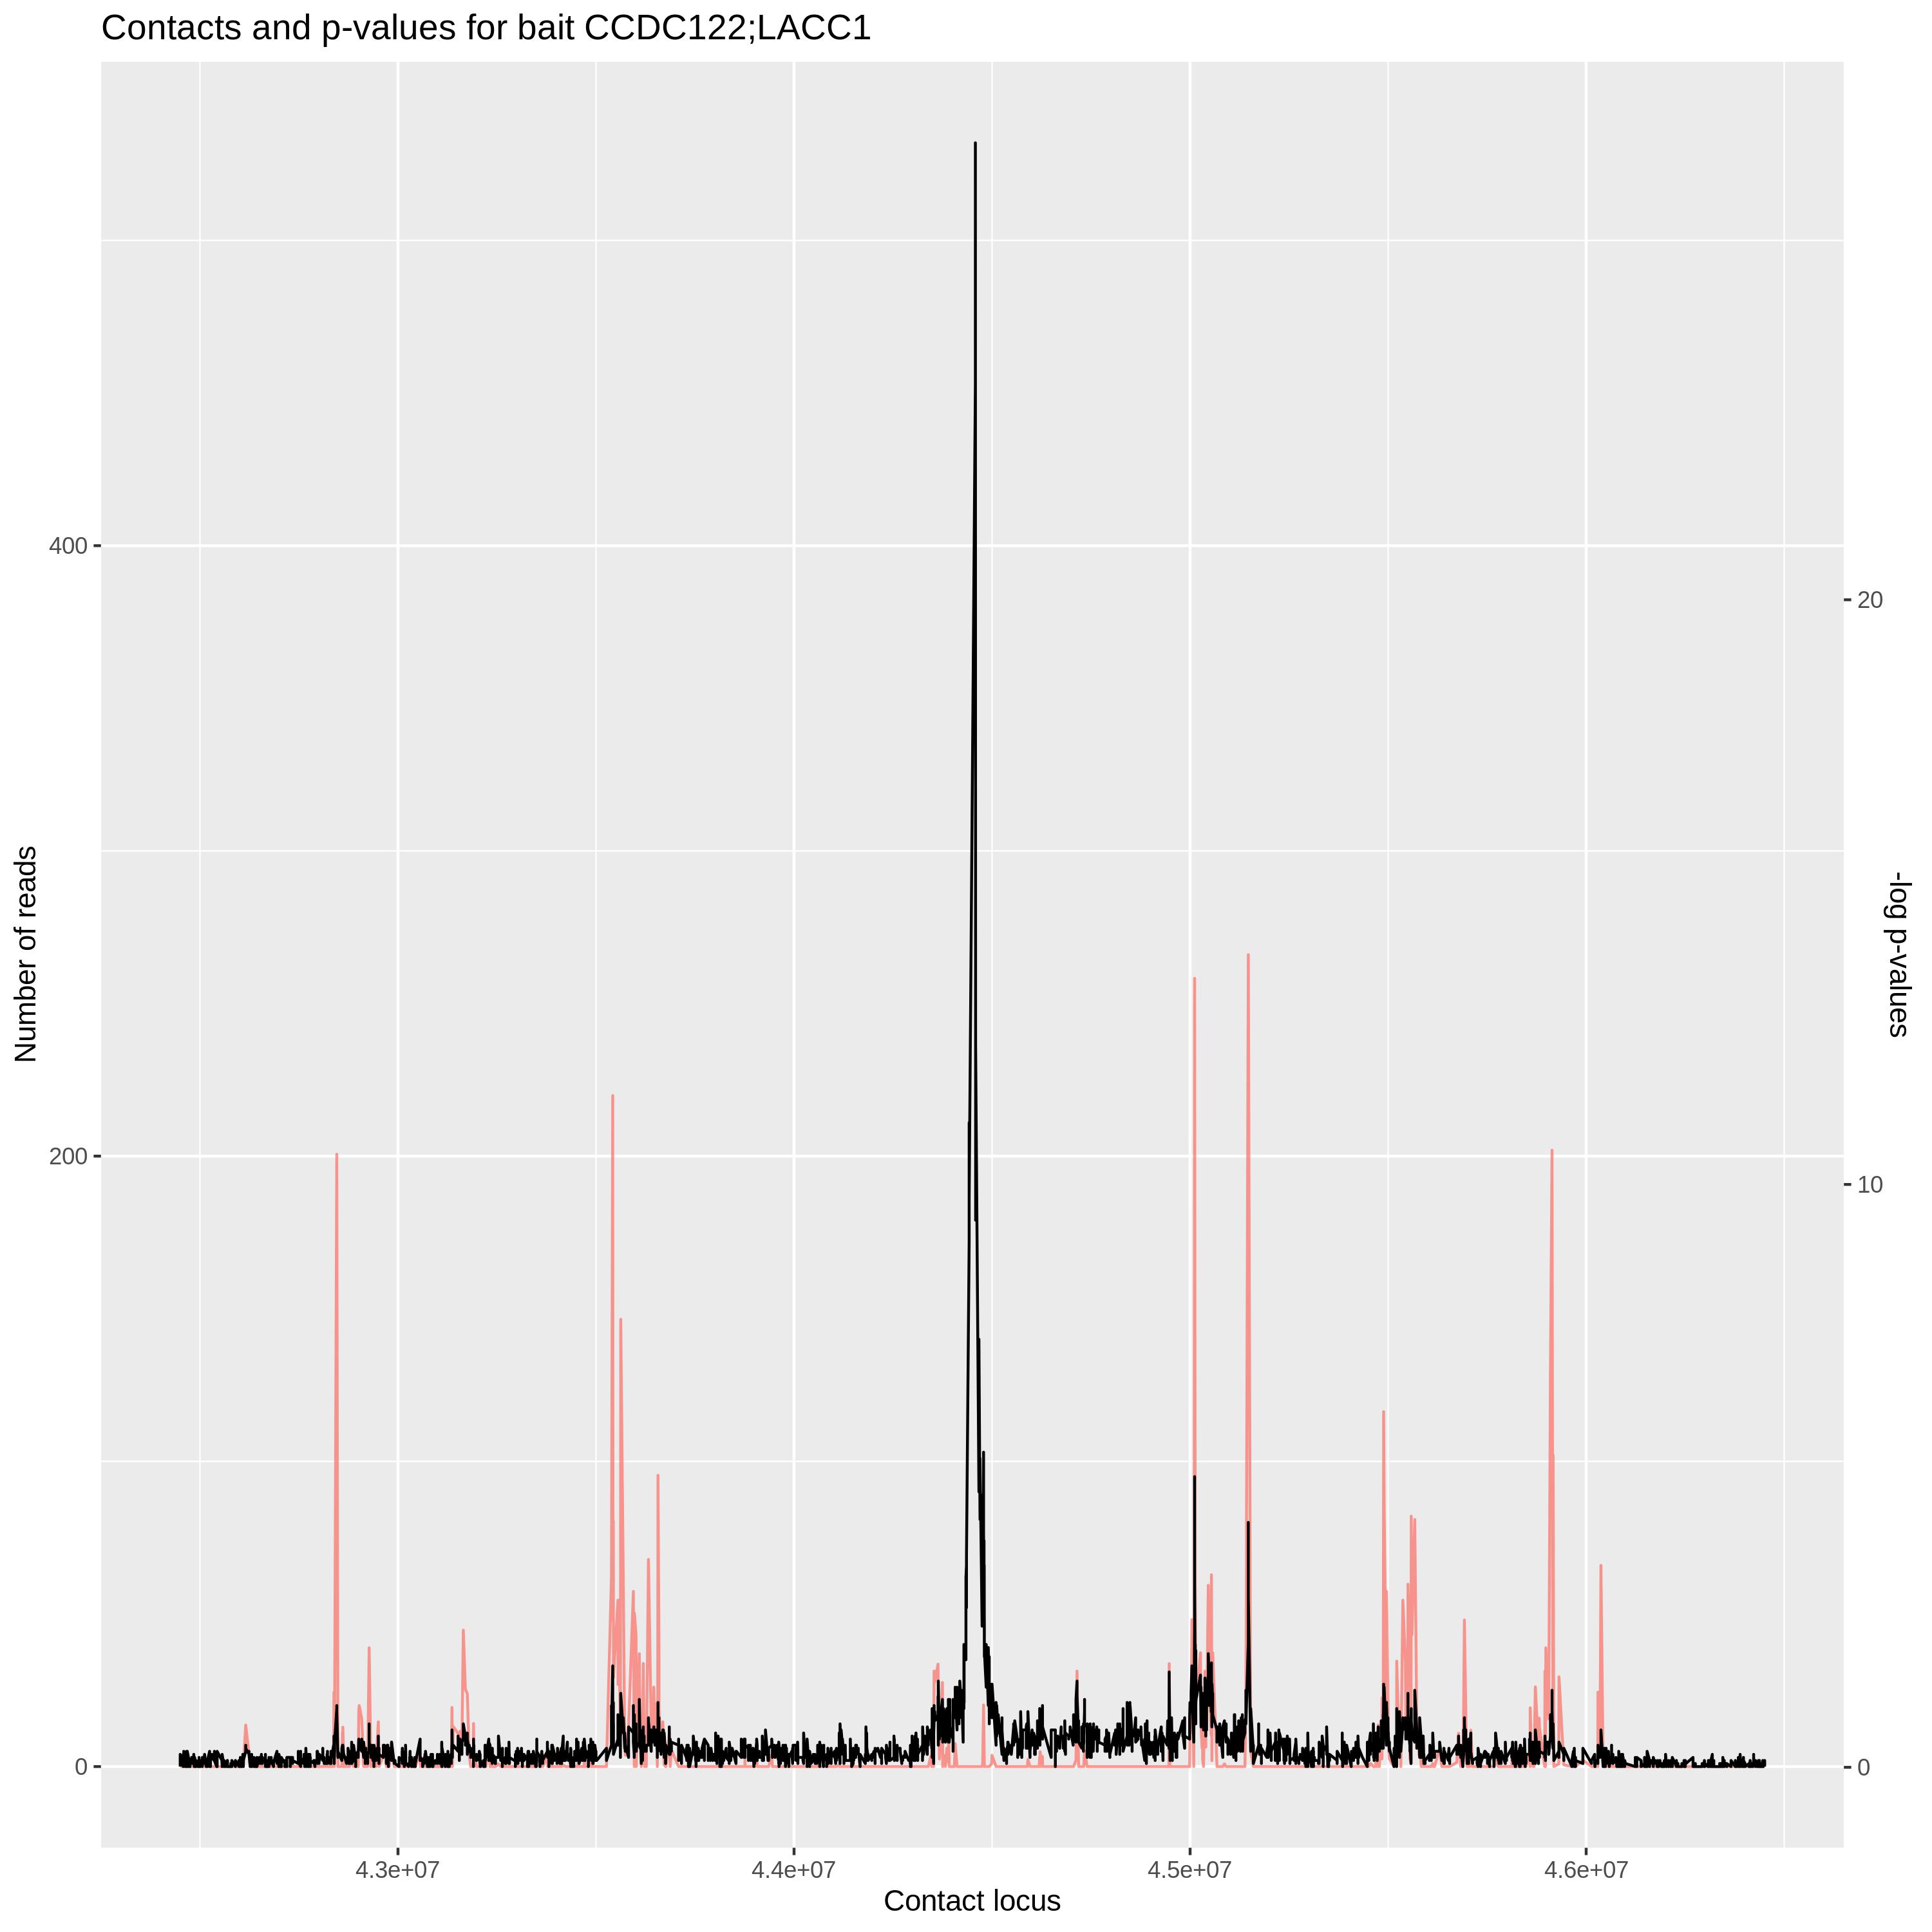 Contacts and p-values for bait CCDC122;LACC1
Number of reads
400
200
0
20
10
0
-log p-values
4.3e+07 4.4e+07 4.5e+07 4.6e+07
Contact locus